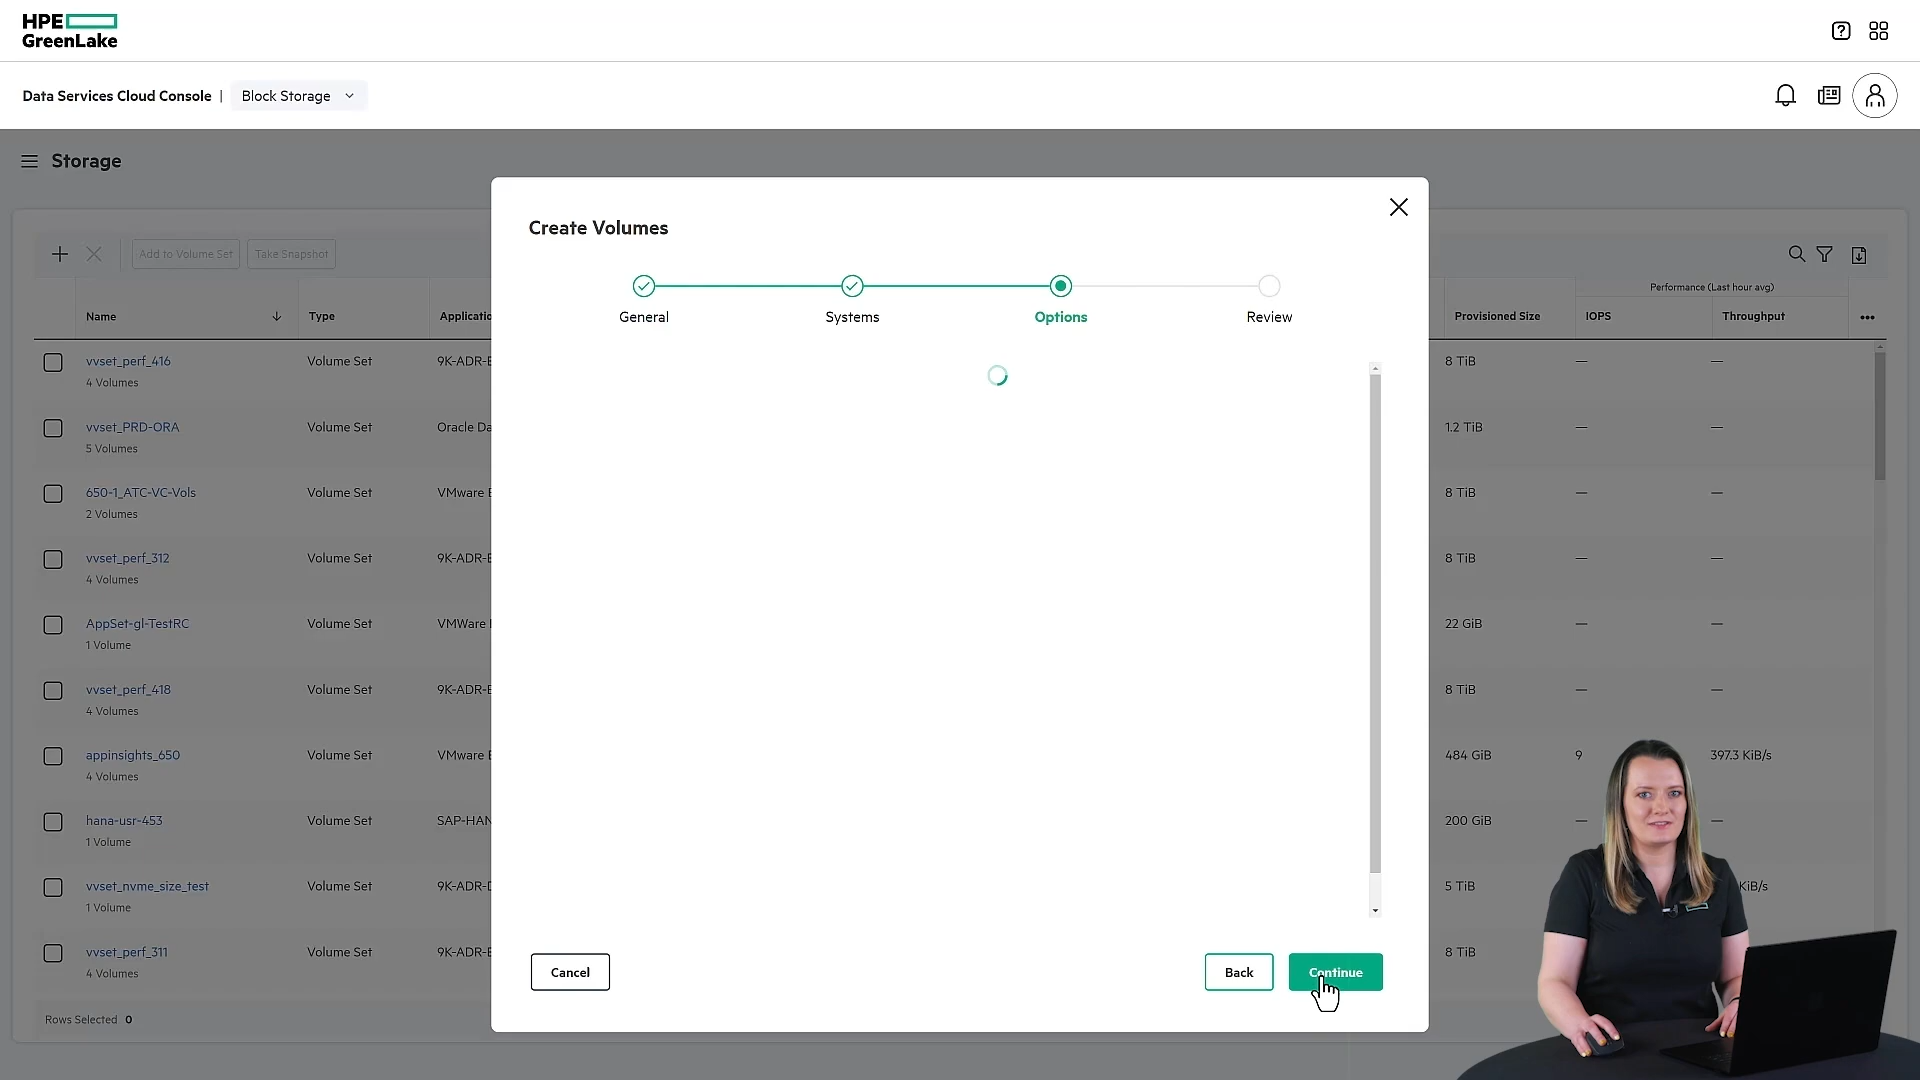 HPE
GreenLake
Data Services Cloud Console | Block Storage
Storage
Create Volumes
General
Systems
Options
Review
Add to Volume Set
Take Snapshot
Performance (Last hour avg)
Name
Type
Applicatio
Provisioned Size
IOPS
Throughput
vvset_perf_416
4 Volumes
Volume Set
9K-ADR-E
8 TiB
—
—
vvset_PRD-ORA
5 Volumes
Volume Set
Oracle Da
1.2 TiB
—
—
650-1_ATC-VC-Vols
2 Volumes
Volume Set
VMware E
8 TiB
—
—
vvset_perf_312
4 Volumes
Volume Set
9K-ADR-E
8 TiB
—
—
AppSet-gl-TestRC
1 Volume
Volume Set
VMWare
22 GiB
—
—
vvset_perf_418
4 Volumes
Volume Set
9K-ADR-E
8 TiB
—
—
appinsights_650
4 Volumes
Volume Set
VMware E
484 GiB
9
397.3 KiB/s
hana-usr-453
1 Volume
Volume Set
SAP-HAN
200 GiB
—
—
vvset_nvme_size_test
1 Volume
Volume Set
9K-ADR-D
5 TiB
KiB/s
vvset_perf_311
4 Volumes
Volume Set
9K-ADR-E
8 TiB
Cancel
Back
Continue
Rows Selected 0